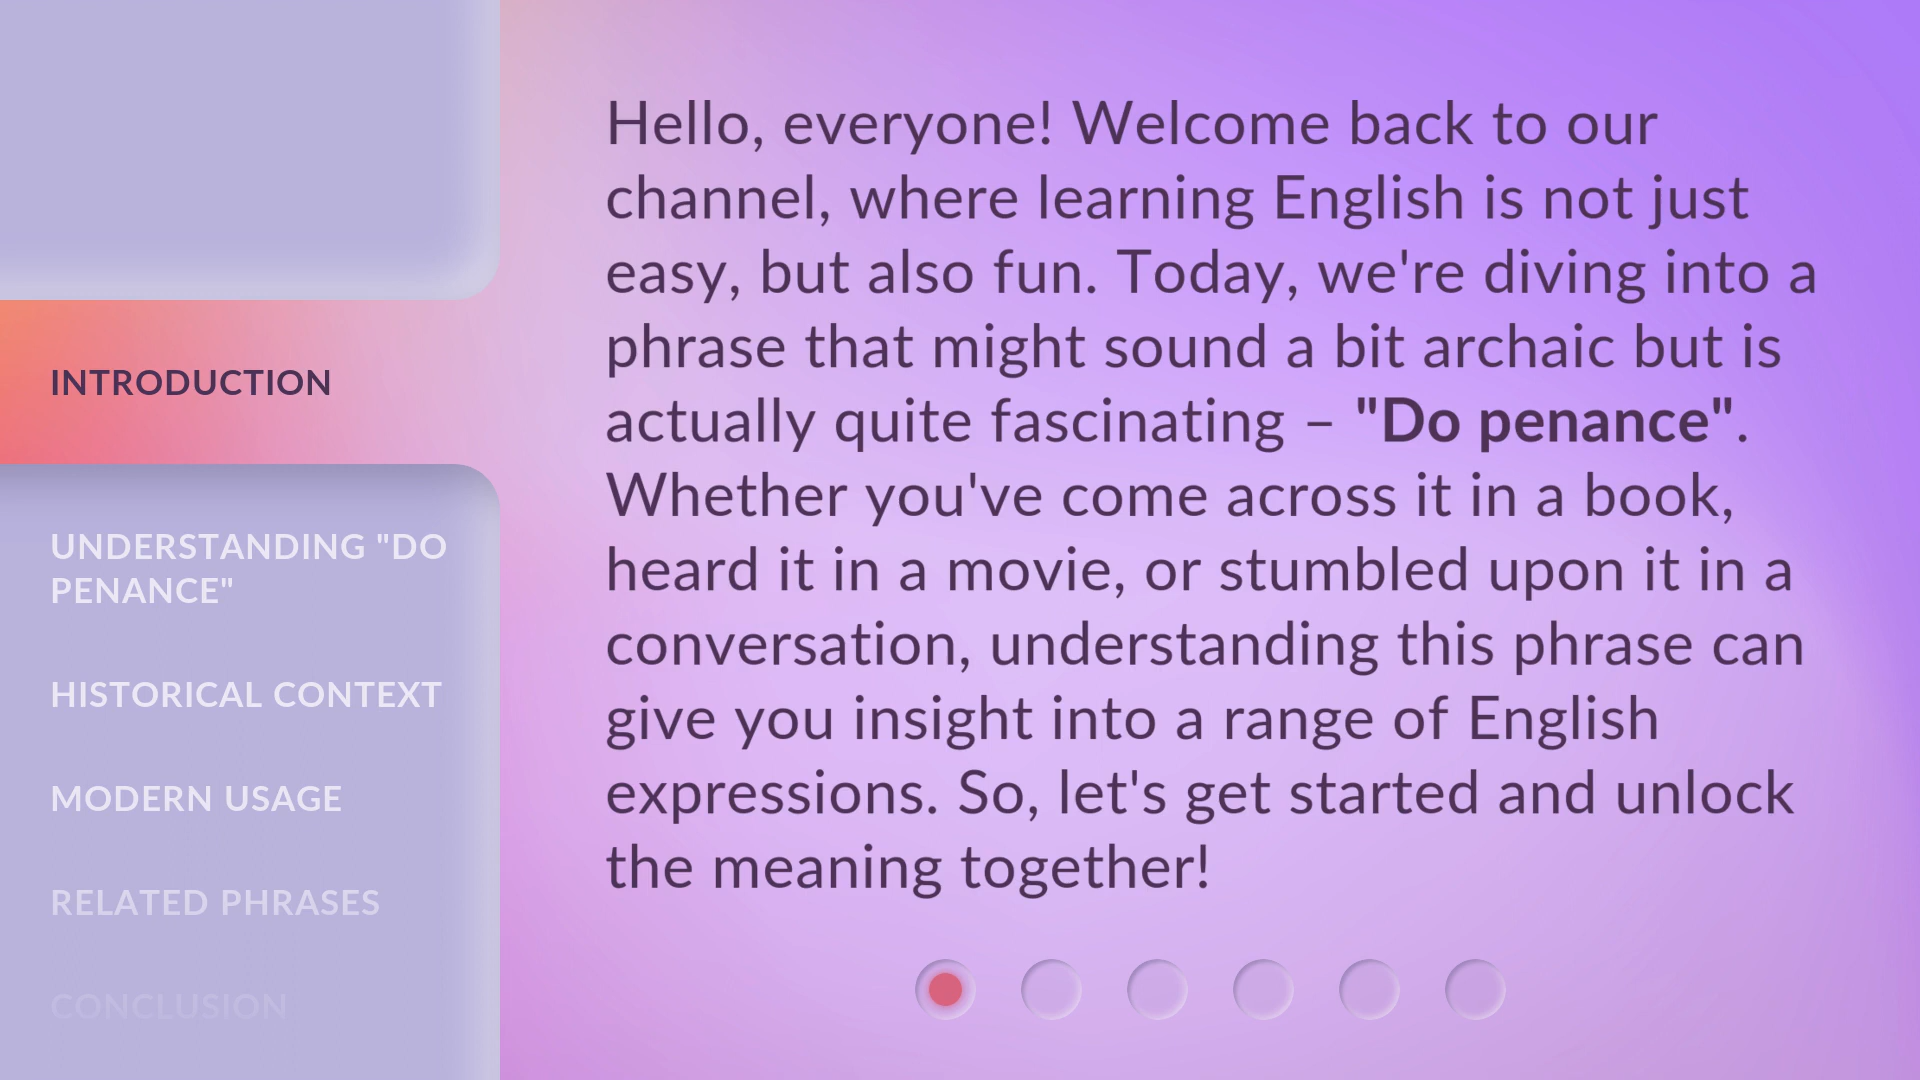 INTRODUCTION
UNDERSTANDING "DO
PENANCE"
HISTORICAL CONTEXT
MODERN USAGE
RELATED PHRASES
CONCLUSION
Hello, everyone! Welcome back to our
channel, where learning English is not just
easy, but also fun. Today, we're diving into a
phrase that might sound a bit archaic but is
actually quite fascinating – "Do penance".
Whether you've come across it in a book,
heard it in a movie, or stumbled upon it in a
conversation, understanding this phrase can
give you insight into a range of English
expressions. So, let's get started and unlock
the meaning together!